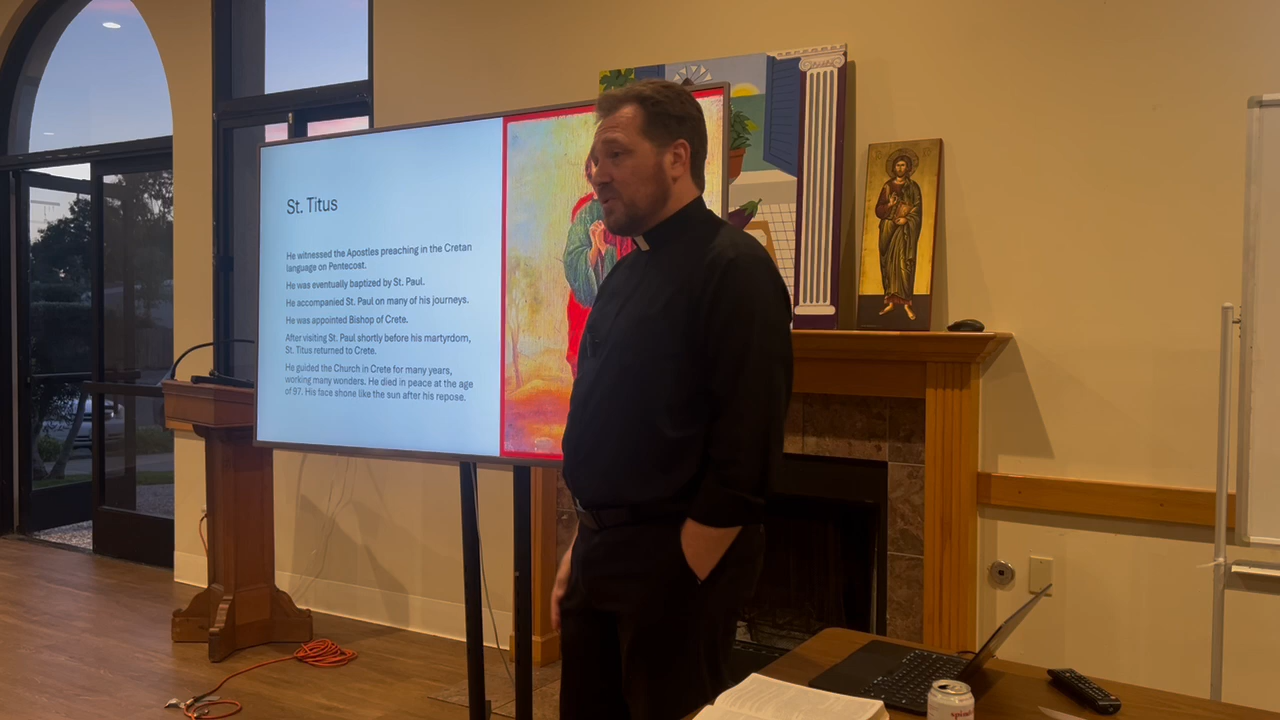 St. Titus
He witnessed the Apostles preaching in the Cretan
language on Pentecost.
He was eventually baptized by St. Paul.
He accompanied St. Paul on many of his journeys.
He was appointed Bishop of Crete.
After visiting St. Paul shortly before his martyrdom,
St. Titus returned to Crete.
He guided the Church in Crete for many years,
working many wonders. He died in peace at the age
of 97. His face shone like the sun after his repose.